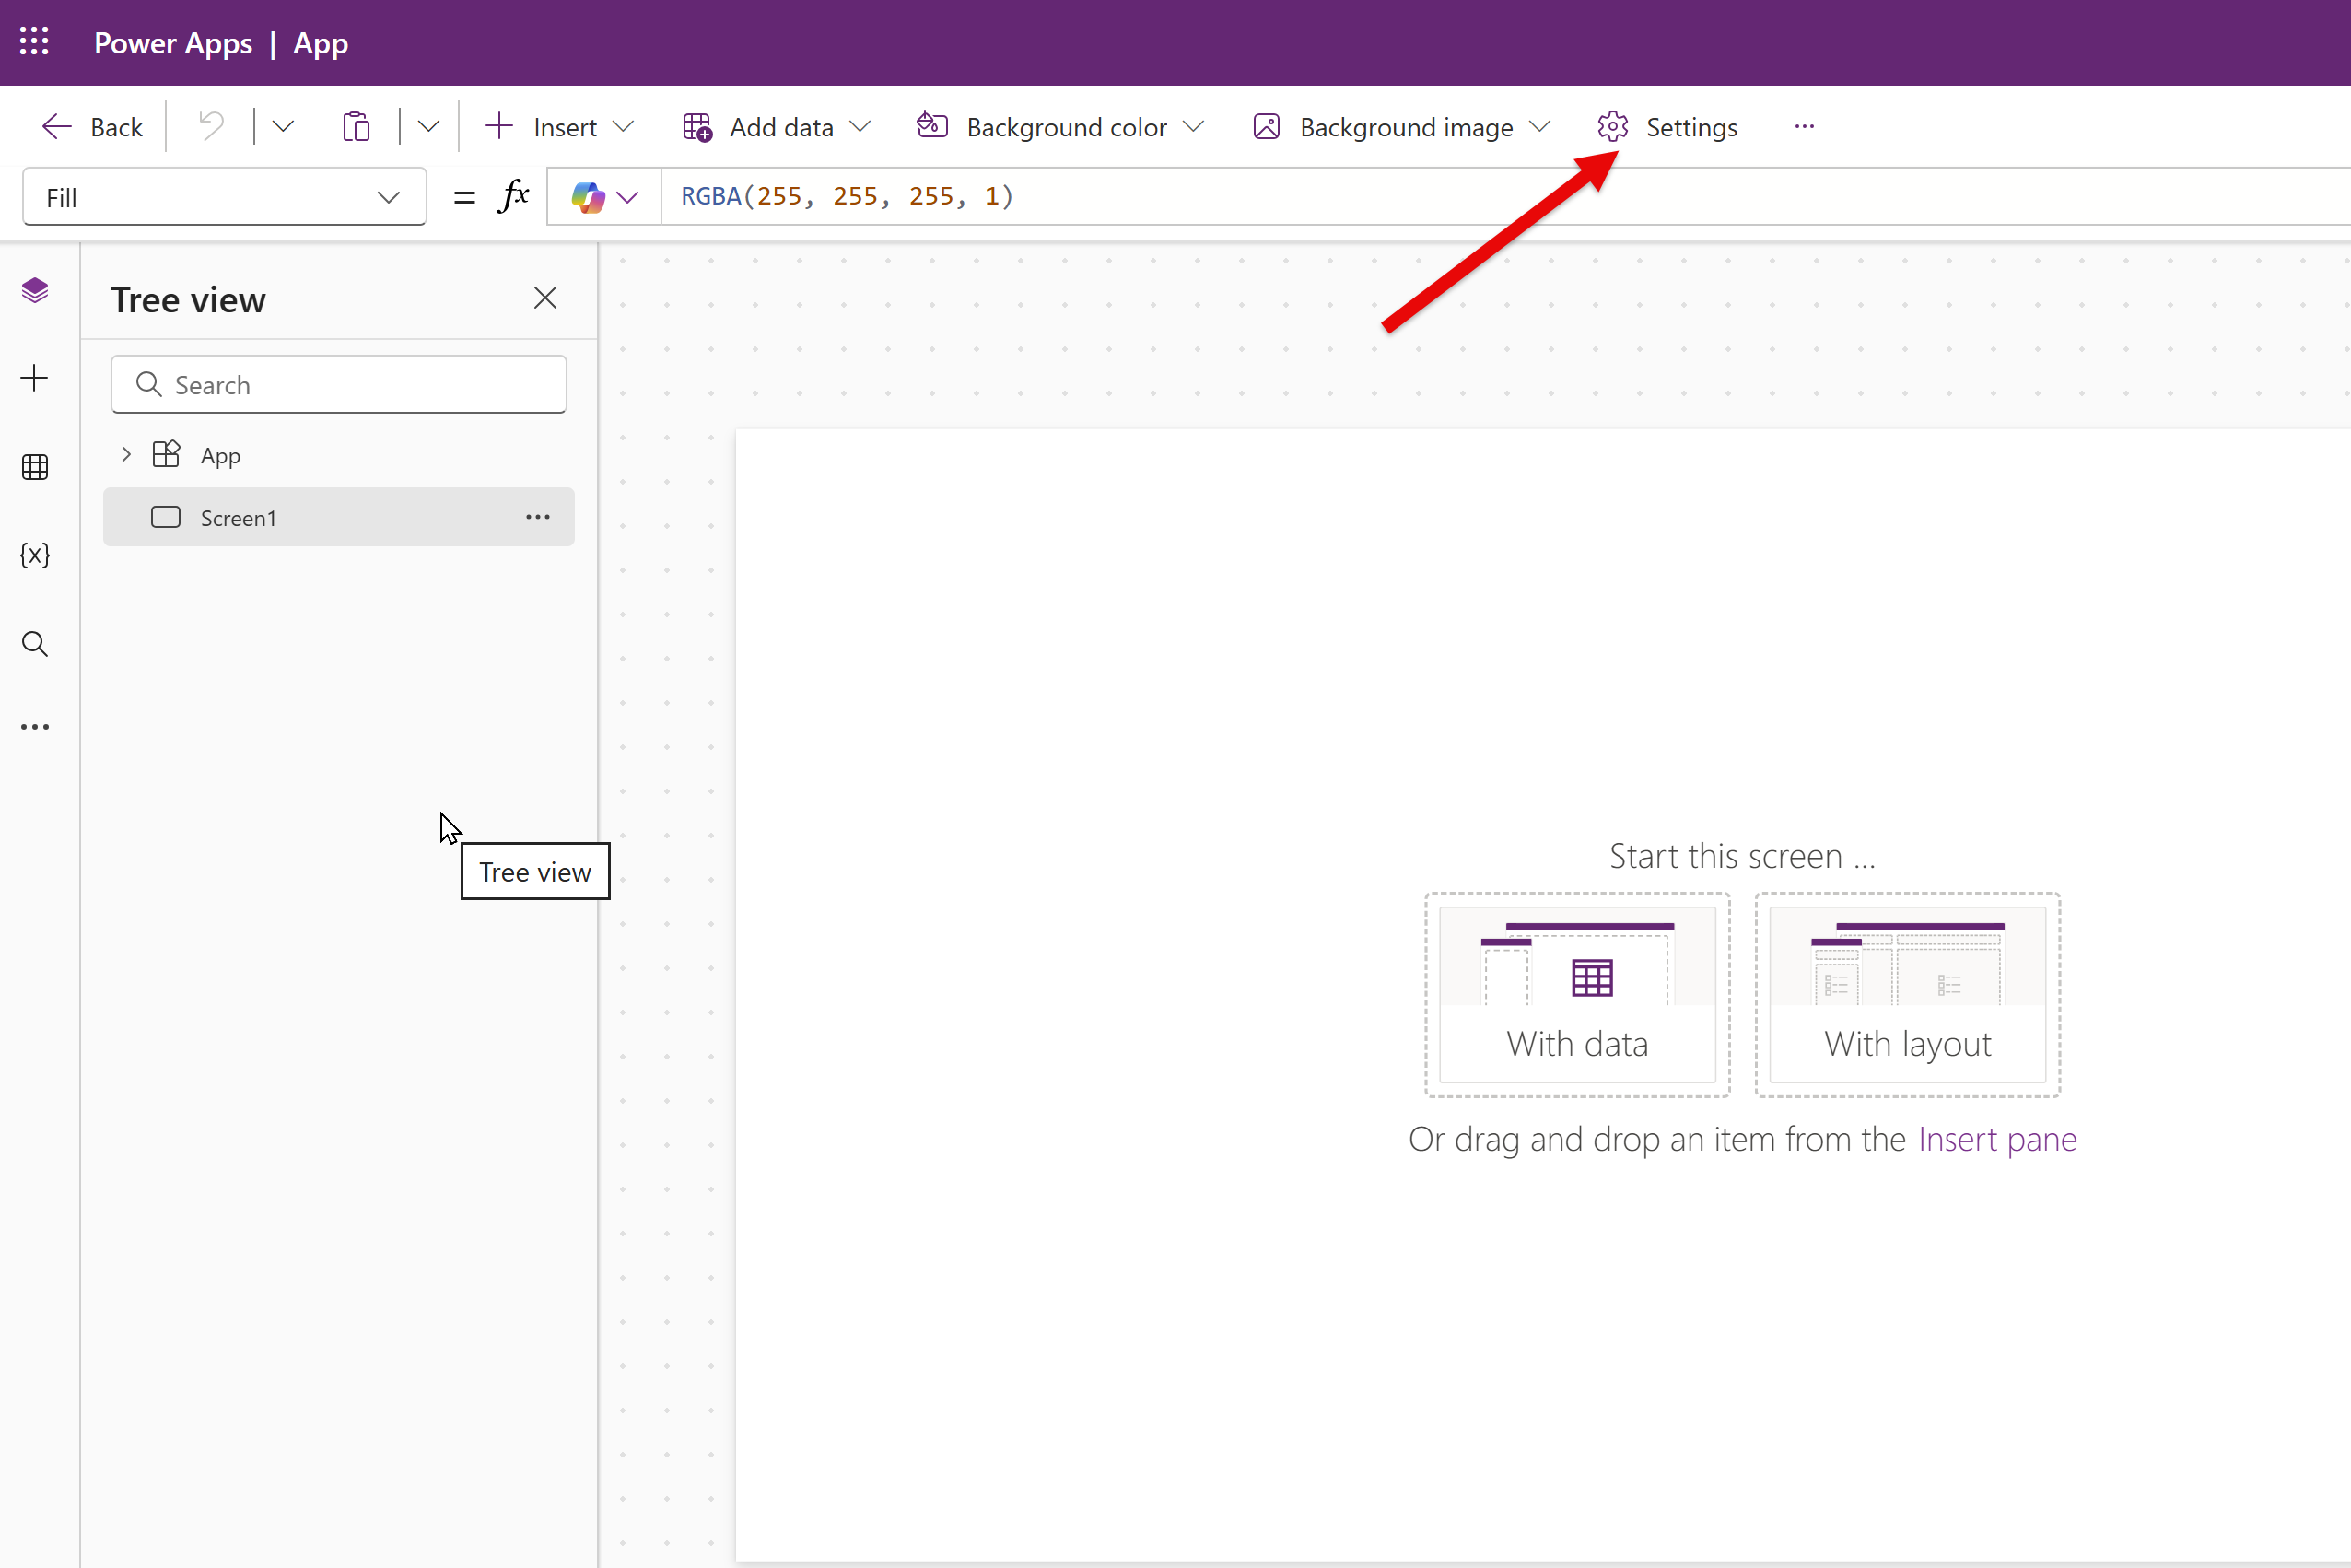 Power Apps | App
Back
Insert
Add data
Background color
Background image
Settings
Fill
= fx
RGBA(255, 255, 255, 1)
Tree view
Search
App
Screen1
Tree view
Start this screen ...
With data
With layout
Or drag and drop an item from the Insert pane